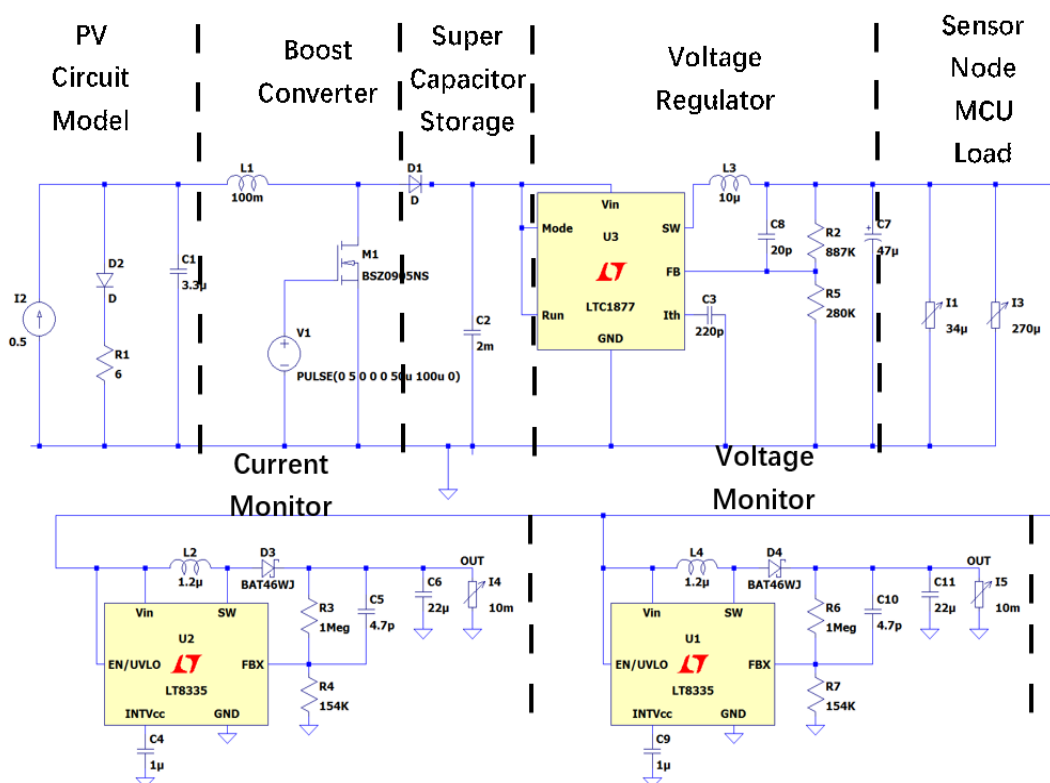 PV
Circuit
Model
Boost
Converter
Super
Capacitor
Storage
Voltage
Regulator
Sensor
Node
MCU
Load
L1
100m
D1
D
L3
10µ
Vin
Mode
SW
U3
FB
LTC1877
Run
Ith
GND
C8
20p
R2
887K
C7
47µ
R5
280K
C3
220p
D2
D
C1
3.3µ
M1
BSZ0905NS
I2
0.5
R1
6
V1
PULSE(0 5 0 0 0 50u 100u 0)
C2
2m
I1
34µ
I3
270µ
Current
Monitor
Voltage
Monitor
L2
1.2µ
D3
BAT46WJ
OUT
Vin
SW
U2
EN/UVLO
FBX
LT8335
INTVcc
GND
R3
1Meg
C5
4.7p
C6
22µ
I4
10m
R4
154K
C4
1µ
L4
1.2µ
D4
BAT46WJ
OUT
Vin
SW
U1
EN/UVLO
FBX
LT8335
INTVcc
GND
R6
1Meg
C10
4.7p
C11
22µ
I5
10m
R7
154K
C9
1µ